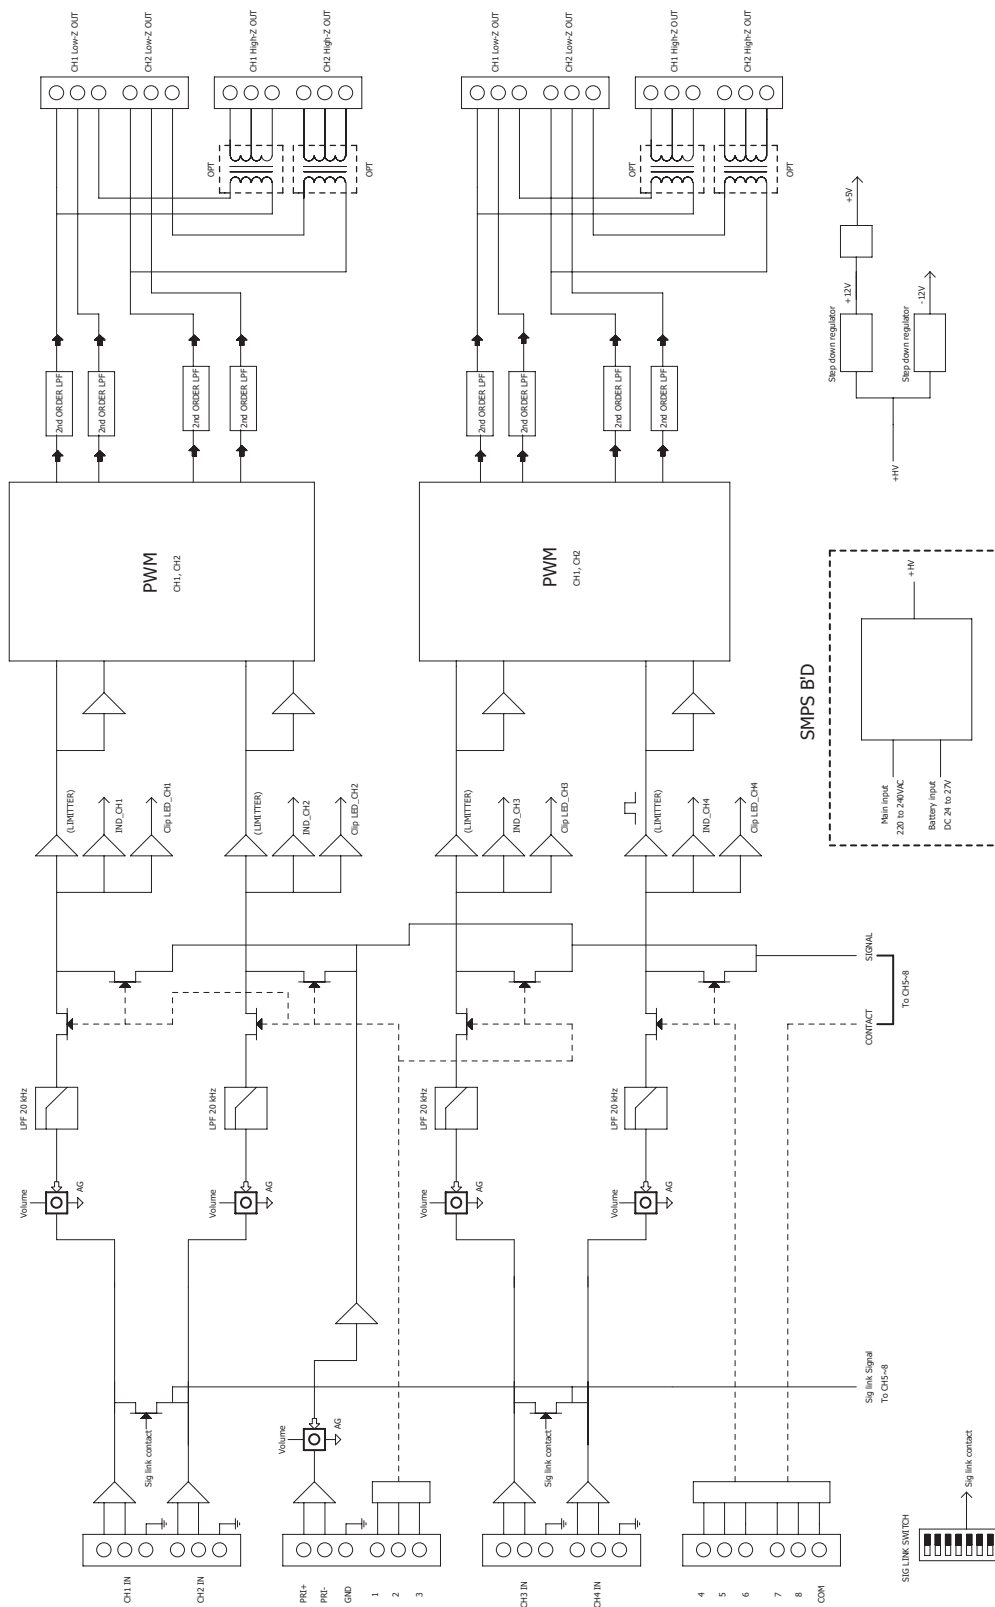 CH1 Low-Z OUT
CH2 Low-Z OUT
CH1 High-Z OUT
CH2 High-Z OUT
CH1 Low-Z OUT
CH2 Low-Z OUT
CH1 High-Z OUT
CH2 High-Z OUT
OPT
OPT
OPT
OPT
2nd ORDER LPF
2nd ORDER LPF
2nd ORDER LPF
2nd ORDER LPF
2nd ORDER LPF
2nd ORDER LPF
2nd ORDER LPF
2nd ORDER LPF
+5V
+12V
-12V
Step down regulator
Step down regulator
+HV
PWM
CH1, CH2
PWM
CH1, CH2
SMPS B'D
+HV
Main input
220 to 240VAC
Battery input
DC 24 to 27V
(LIMITTER)
IND_CH1
Clip LED_CH1
(LIMITTER)
IND_CH2
Clip LED_CH2
(LIMITTER)
IND_CH3
Clip LED_CH3
(LIMITTER)
IND_CH4
Clip LED_CH4
SIGNAL
CONTACT
To CH5~8
LPF 20 kHz
LPF 20 kHz
LPF 20 kHz
LPF 20 kHz
Volume
AG
Volume
AG
Volume
AG
Volume
AG
Volume
AG
Sig link Signal
To CH5~8
Sig link contact
Sig link contact
Sig link contact
SIG LINK SWITCH
CH1 IN
CH2 IN
PRI+
PRI-
GND
1
2
3
CH3 IN
CH4 IN
4
5
6
7
8
COM